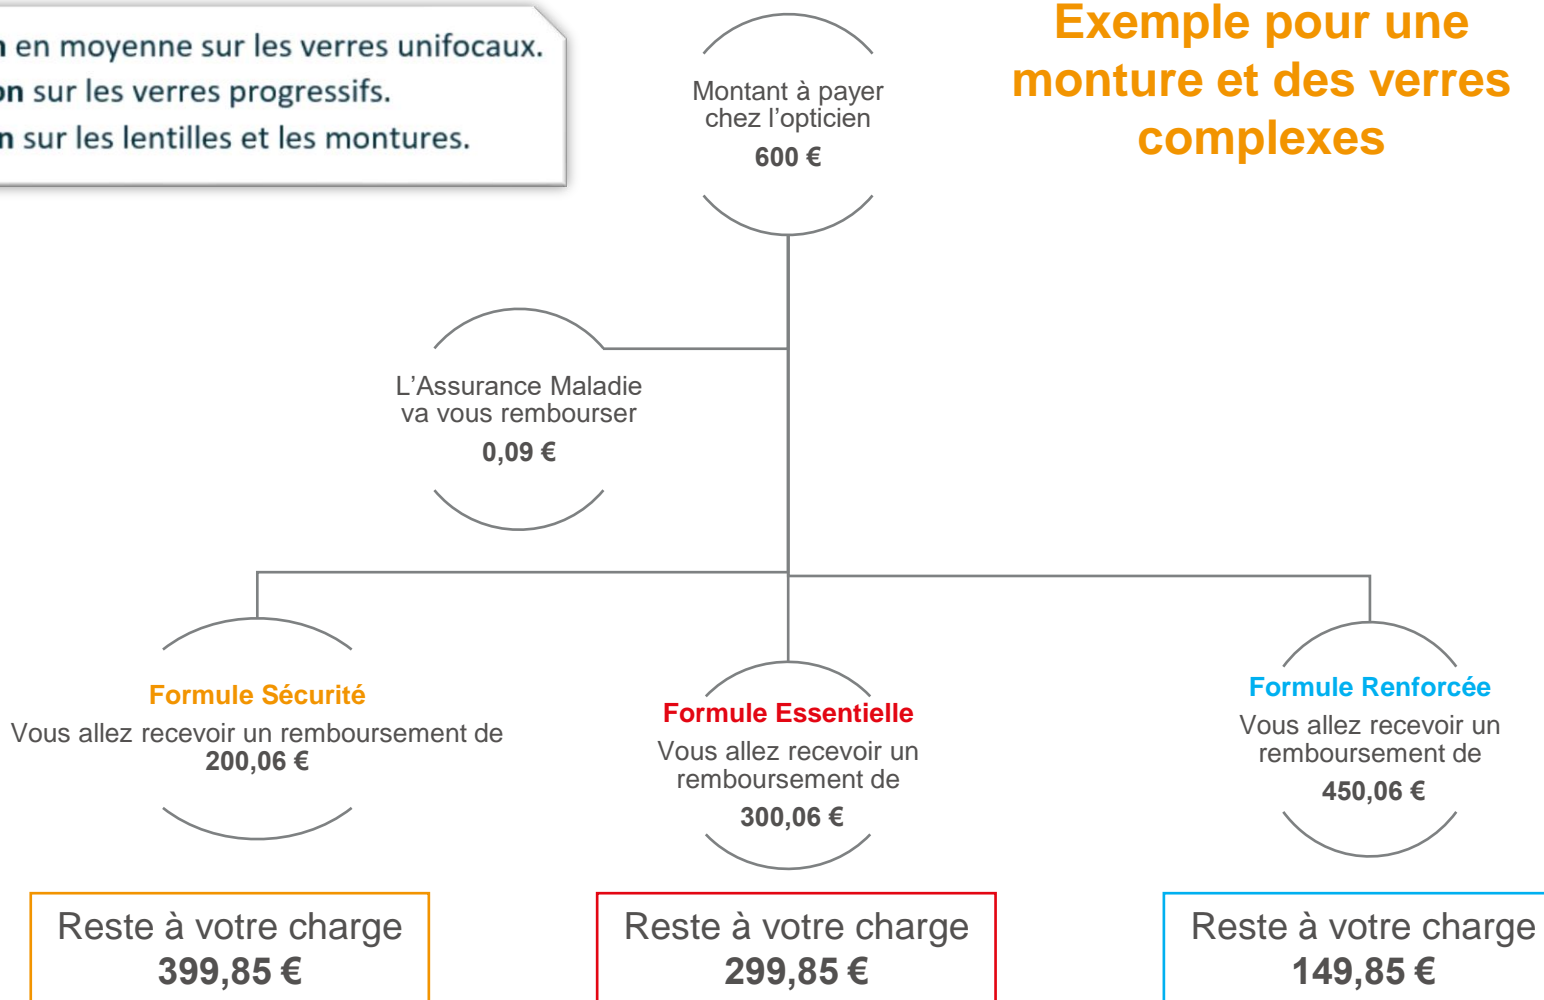 en moyenne sur les verres unifocaux.
sur les verres progressifs.
sur les lentilles et les montures.
Exemple pour une
monture et des verres
complexes
Montant à payer
chez l’opticien
600 €
L’Assurance Maladie
va vous rembourser
0,09 €
Formule Sécurité
Vous allez recevoir un remboursement de
200,06 €
Formule Essentielle
Vous allez recevoir un
remboursement de
300,06 €
Formule Renforcée
Vous allez recevoir un
remboursement de
450,06 €
Reste à votre charge
399,85 €
Reste à votre charge
299,85 €
Reste à votre charge
149,85 €